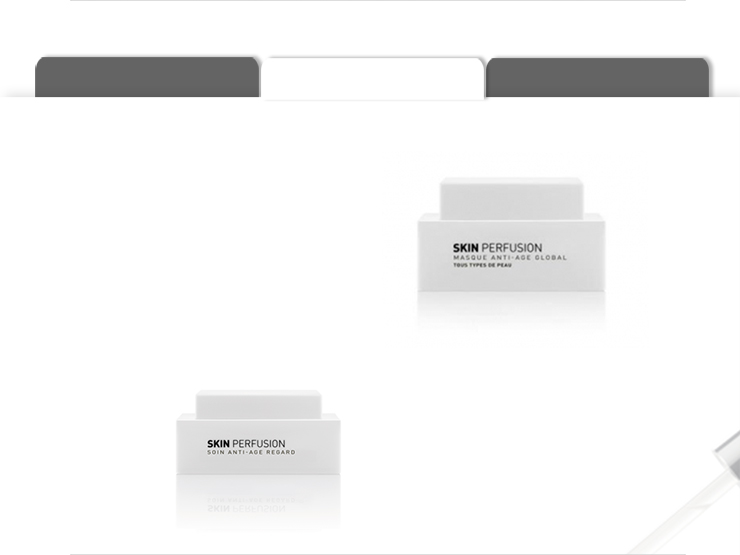 SKIN PERFUSION
MASQUE ANTI-AGE GLOBAL
TOUS TYPES DE PEAU
SKIN PERFUSION
SOIN ANTI-AGE REGARD